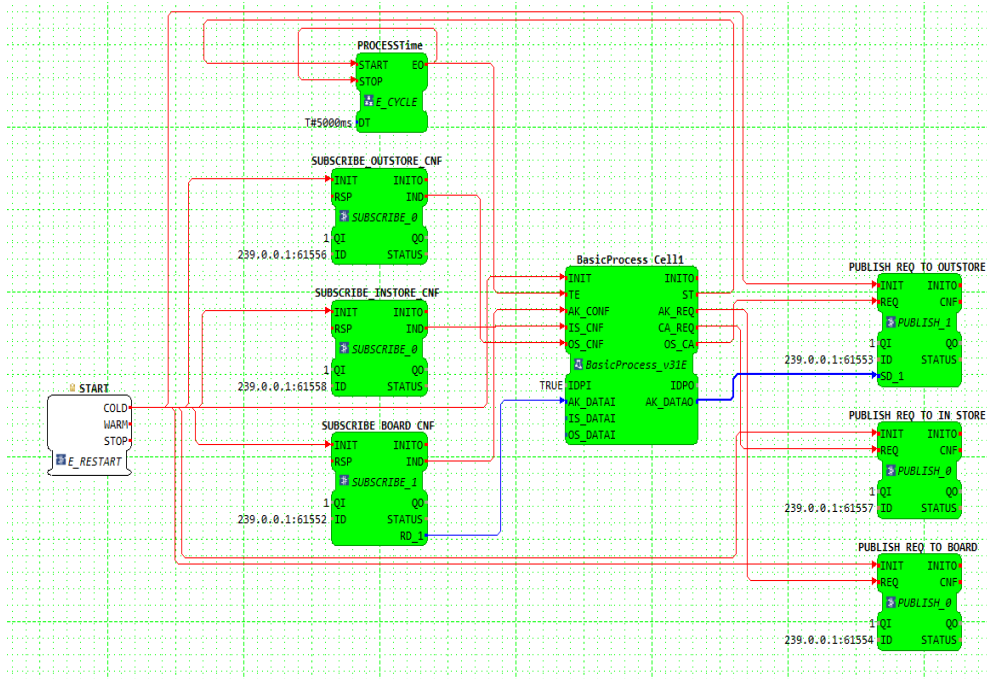 PROCESSTime
START EO
STOP
E_CYCLE
T#5000ms DT
SUBSCRIBE_OUTSTORE_CNF
INIT INITO
RSP IND
SUBSCRIBE_0
1 QI QO
239.0.0.1:61556 ID STATUS
SUBSCRIBE_INSTORE_CNF
INIT INITO
RSP IND
SUBSCRIBE_0
1 QI QO
239.0.0.1:61558 ID STATUS
START
COLD
WARM
STOP
E_RESTART
SUBSCRIBE_BOARD_CNF
INIT INITO
RSP IND
SUBSCRIBE_1
1 QI QO
239.0.0.1:61552 ID STATUS
RD_1
BasicProcess_Cell1
INIT INITO
TE ST
AK_CONF AK_REQ
IS_CNF CA_REQ
OS_CNF OS_CA
BasicProcess_v31E
TRUE IDPI IDPO
AK_DATAI AK_DATAO
IS_DATAI
OS_DATAI
PUBLISH_REQ_TO_OUTSTORE
INIT INITO
REQ CNF
PUBLISH_1
1 QI QO
239.0.0.1:61553 ID STATUS
SD_1
PUBLISH_REQ_TO_IN_STORE
INIT INITO
REQ CNF
PUBLISH_0
1 QI QO
239.0.0.1:61557 ID STATUS
PUBLISH_REQ_TO_BOARD
INIT INITO
REQ CNF
PUBLISH_0
1 QI QO
239.0.0.1:61554 ID STATUS